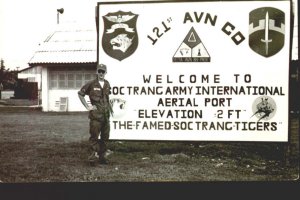 121st AVN CO
WELCOME TO
SOC TRANG ARMY INTERNATIONAL
AERIAL PORT
"ELEVATION 2 FT"
"THE-FAMED-SOC TRANG-TIGERS"